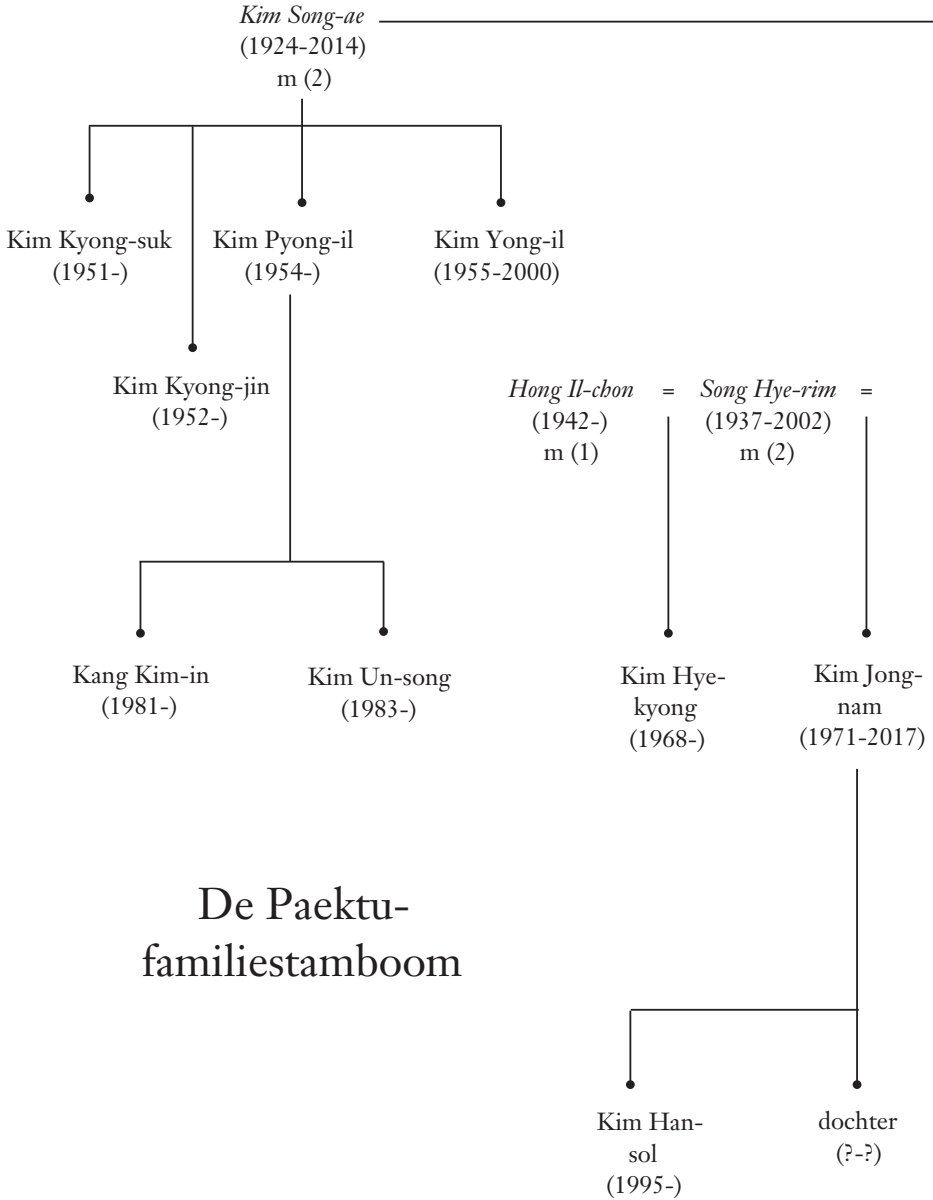 Kim Song-ae
(1924-2014)
m (2)
Kim Kyong-suk
(1951-)
Kim Pyong-il
(1954-)
Kim Yong-il
(1955-2000)
Kim Kyong-jin
(1952-)
Hong Il-chon = Song Hye-rim =
(1942-)
m (1)
(1937-2002)
m (2)
Kang Kim-in
(1981-)
Kim Un-song
(1983-)
Kim Hye-
kyong
(1968-)
Kim Jong-
nam
(1971-2017)
De Paektu-
familiestamboom
Kim Han-
sol
(1995-)
dochter
(?-?)